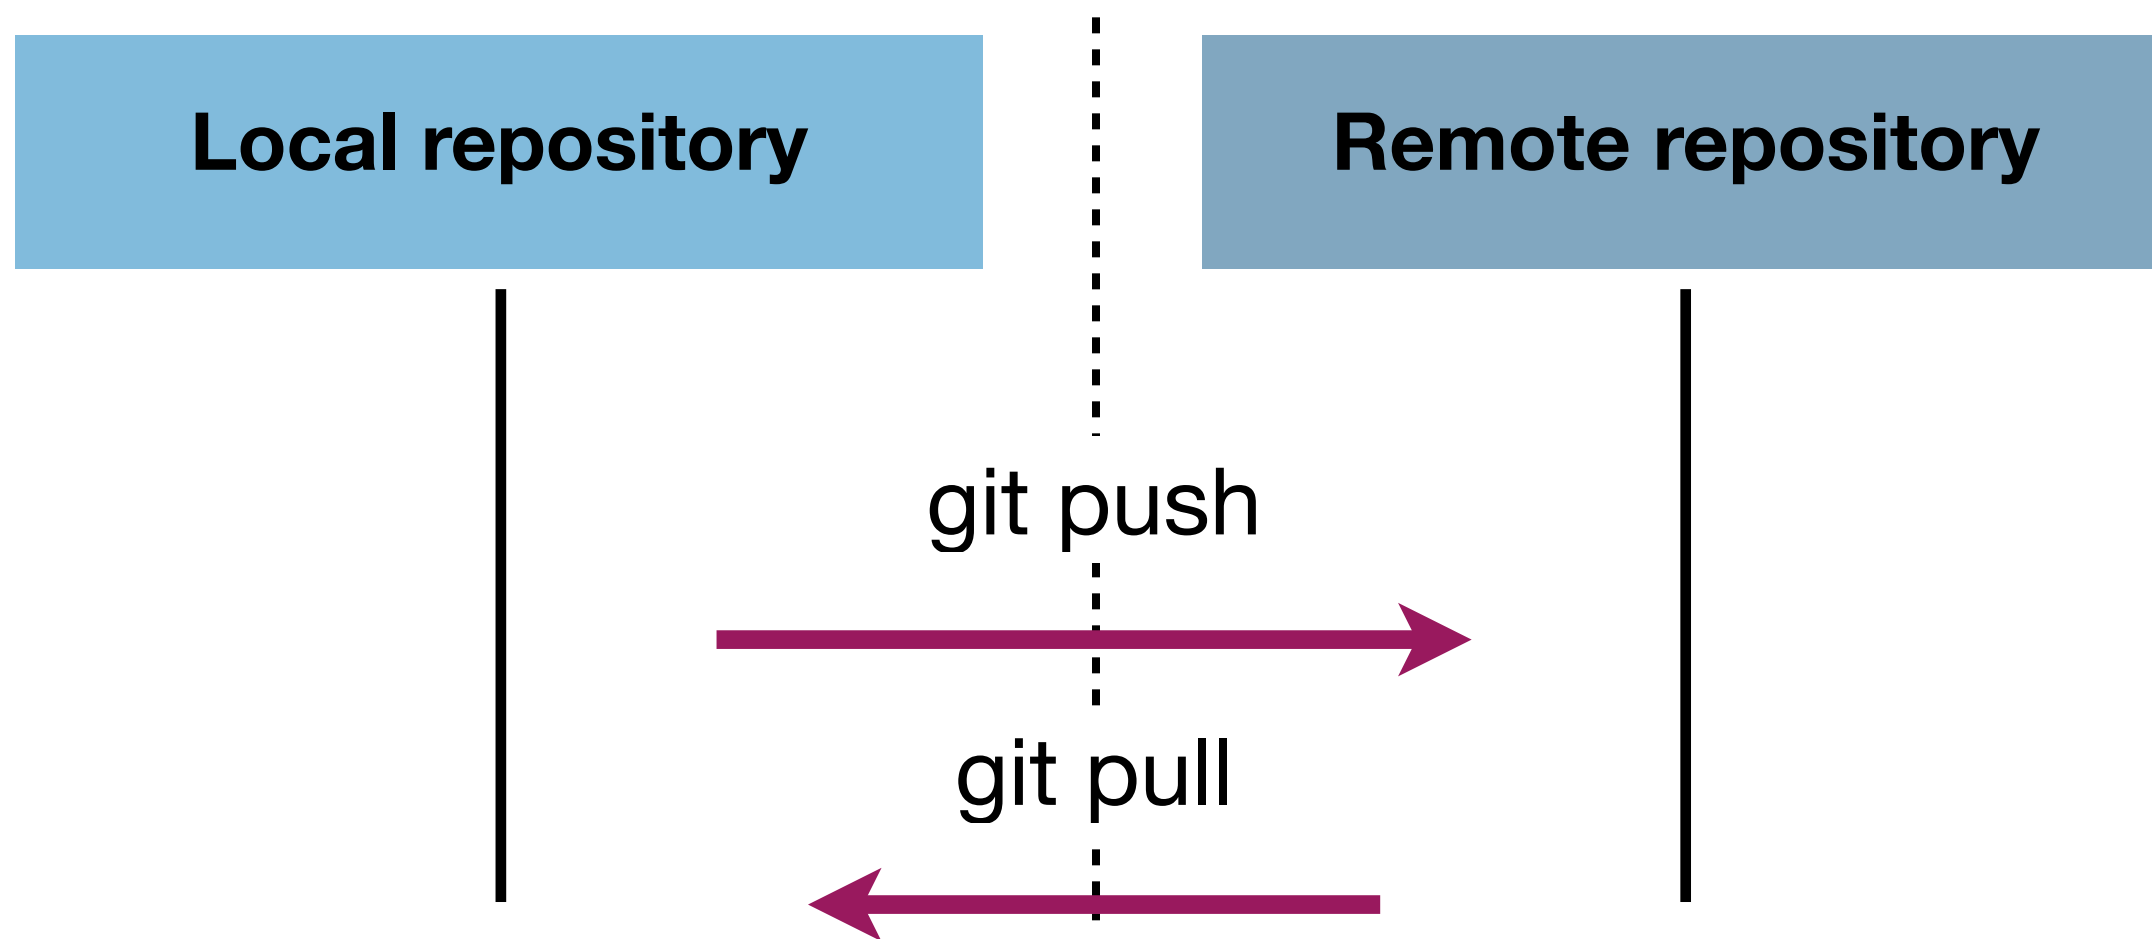 Local repository
Remote repository
git push
git pull